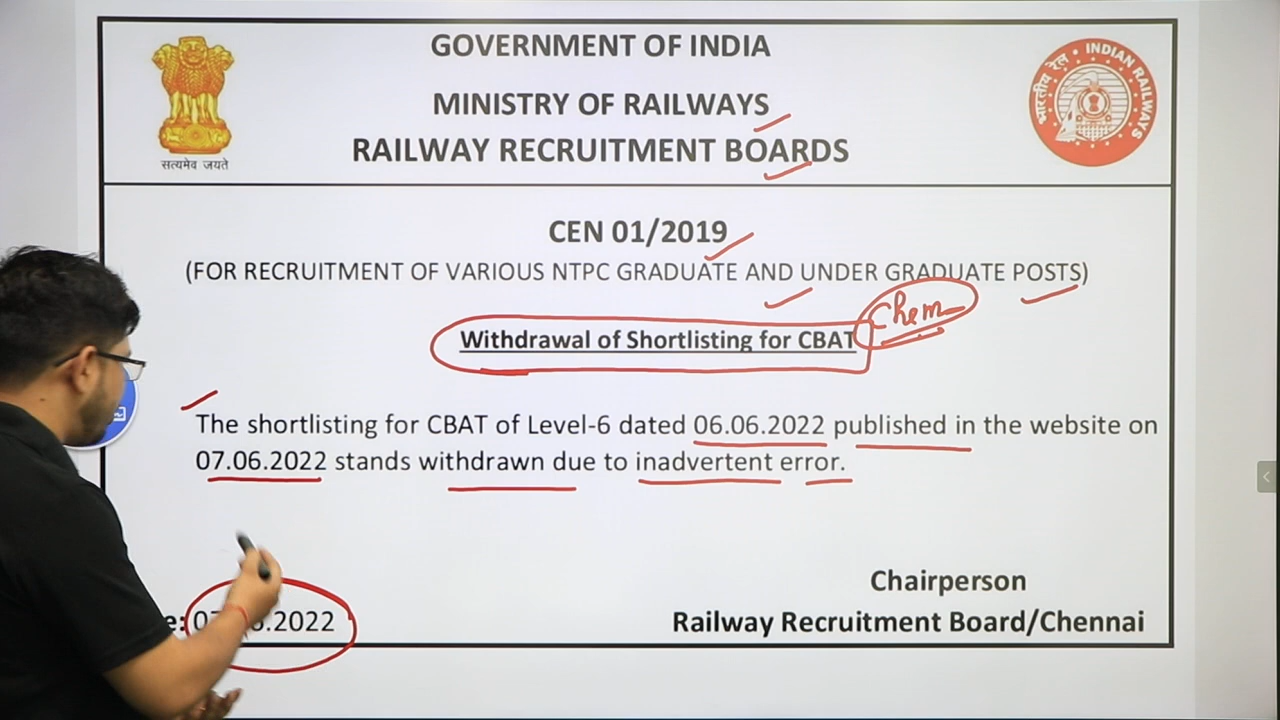 GOVERNMENT OF INDIA
MINISTRY OF RAILWAYS
RAILWAY RECRUITMENT BOARDS
सत्यमेव जयते
भारतीय रेल • INDIAN RAILWAYS
CEN 01/2019
(FOR RECRUITMENT OF VARIOUS NTPC GRADUATE AND UNDER GRADUATE POSTS)
Chem
Withdrawal of Shortlisting for CBAT
The shortlisting for CBAT of Level-6 dated 06.06.2022 published in the website on
07.06.2022 stands withdrawn due to inadvertent error.
Chairperson
Railway Recruitment Board/Chennai